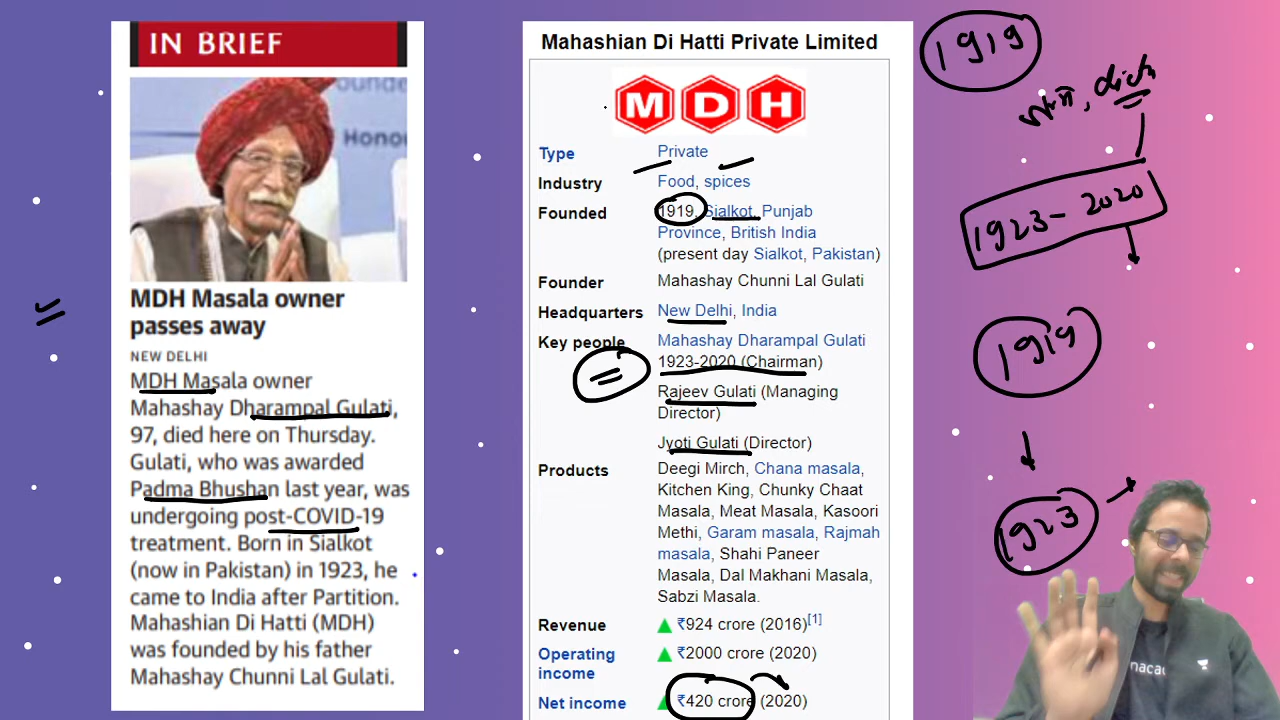 IN BRIEF
MDH Masala owner
passes away
NEW DELHI
MDH Masala owner
Mahashay Dharampal Gulati,
97, died here on Thursday.
Gulati, who was awarded
Padma Bhushan last year, was
undergoing post-COVID-19
treatment. Born in Sialkot
(now in Pakistan) in 1923, he
came to India after Partition.
Mahashian Di Hatti (MDH)
was founded by his father
Mahashay Chunni Lal Gulati.
Mahashian Di Hatti Private Limited
MDH
Type Private
Industry Food, spices
Founded 1919, Sialkot, Punjab
Province, British India
(present day Sialkot, Pakistan)
Founder Mahashay Chunni Lal Gulati
Headquarters New Delhi, India
Key people Mahashay Dharampal Gulati
1923-2020 (Chairman)
Rajeev Gulati (Managing
Director)
Jyoti Gulati (Director)
Products Deegi Mirch, Chana masala,
Kitchen King, Chunky Chaat
Masala, Meat Masala, Kasoori
Methi, Garam masala, Rajmah
masala, Shahi Paneer
Masala, Dal Makhani Masala,
Sabzi Masala.
Revenue ₹924 crore (2016)[1]
Operating ₹2000 crore (2020)
income
Net income ₹420 crore (2020)
1919
1923-2020
1919
1923